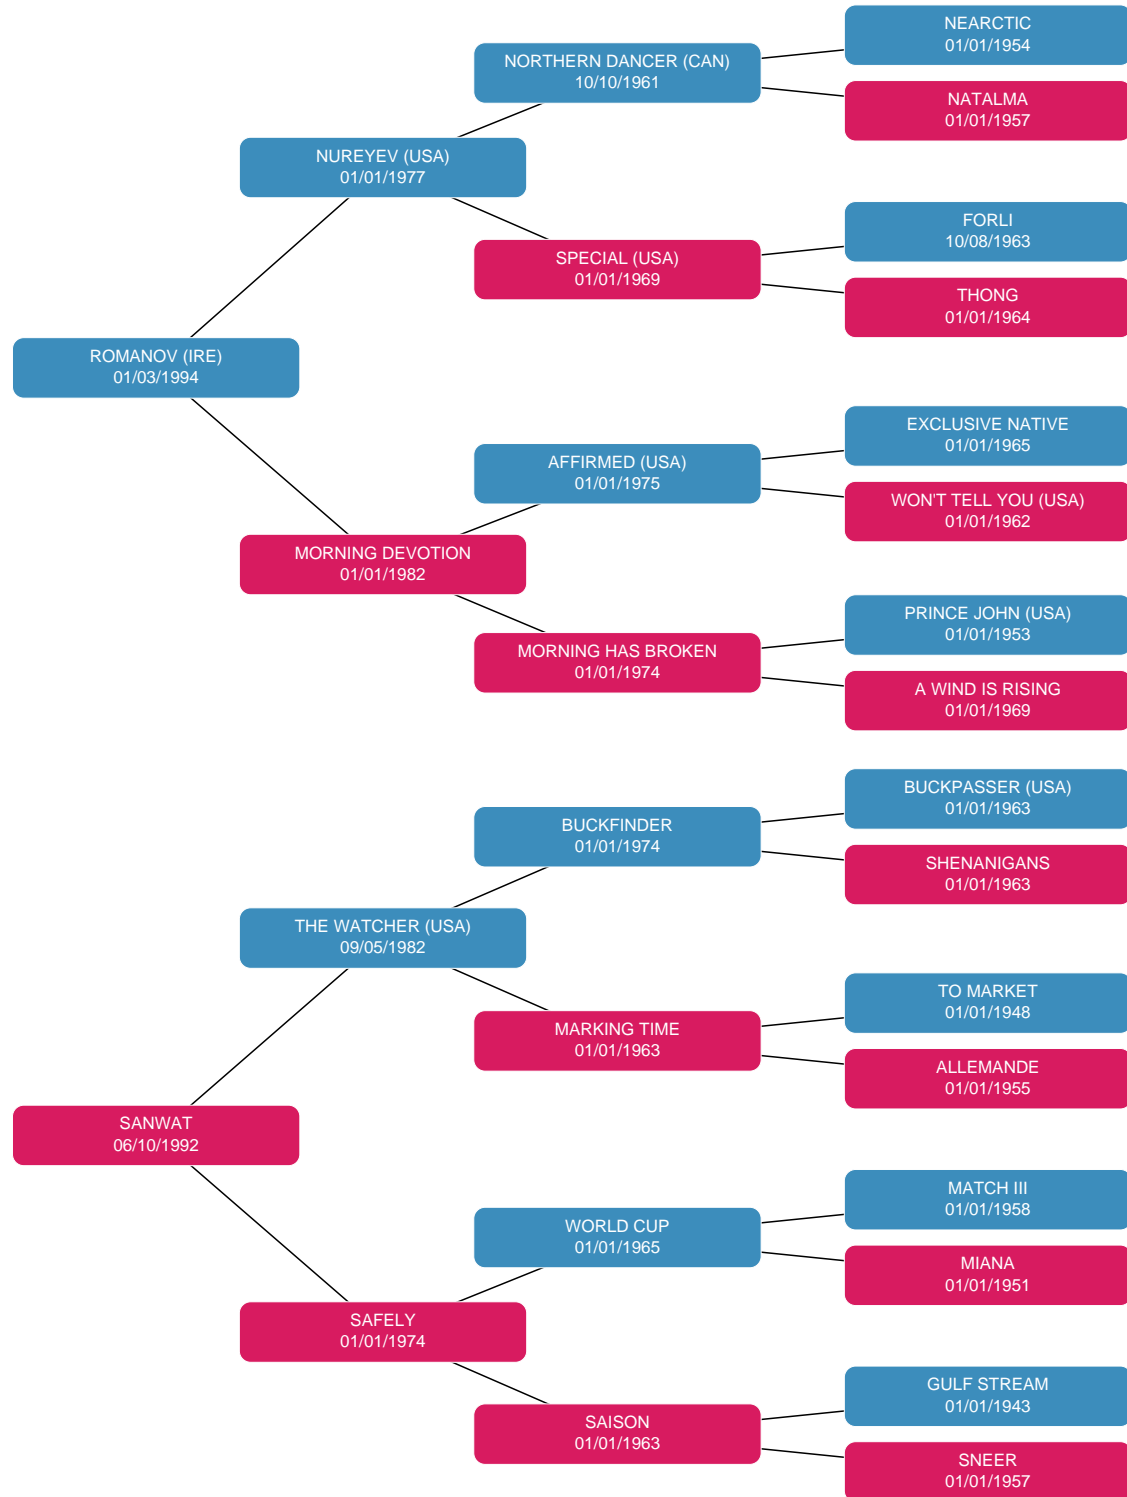 NEARCTIC
01/01/1954
NORTHERN DANCER (CAN)
10/10/1961
NATALMA
01/01/1957
NUREYEV (USA)
01/01/1977
FORLI
10/08/1963
SPECIAL (USA)
01/01/1969
THONG
01/01/1964
ROMANOV (IRE)
01/03/1994
EXCLUSIVE NATIVE
01/01/1965
AFFIRMED (USA)
01/01/1975
WON'T TELL YOU (USA)
01/01/1962
MORNING DEVOTION
01/01/1982
PRINCE JOHN (USA)
01/01/1953
MORNING HAS BROKEN
01/01/1974
A WIND IS RISING
01/01/1969
BUCKPASSER (USA)
01/01/1963
BUCKFINDER
01/01/1974
SHENANIGANS
01/01/1963
THE WATCHER (USA)
09/05/1982
TO MARKET
01/01/1948
MARKING TIME
01/01/1963
ALLEMANDE
01/01/1955
SANWAT
06/10/1992
MATCH III
01/01/1958
WORLD CUP
01/01/1965
MIANA
01/01/1951
SAFELY
01/01/1974
GULF STREAM
01/01/1943
SAISON
01/01/1963
SNEER
01/01/1957